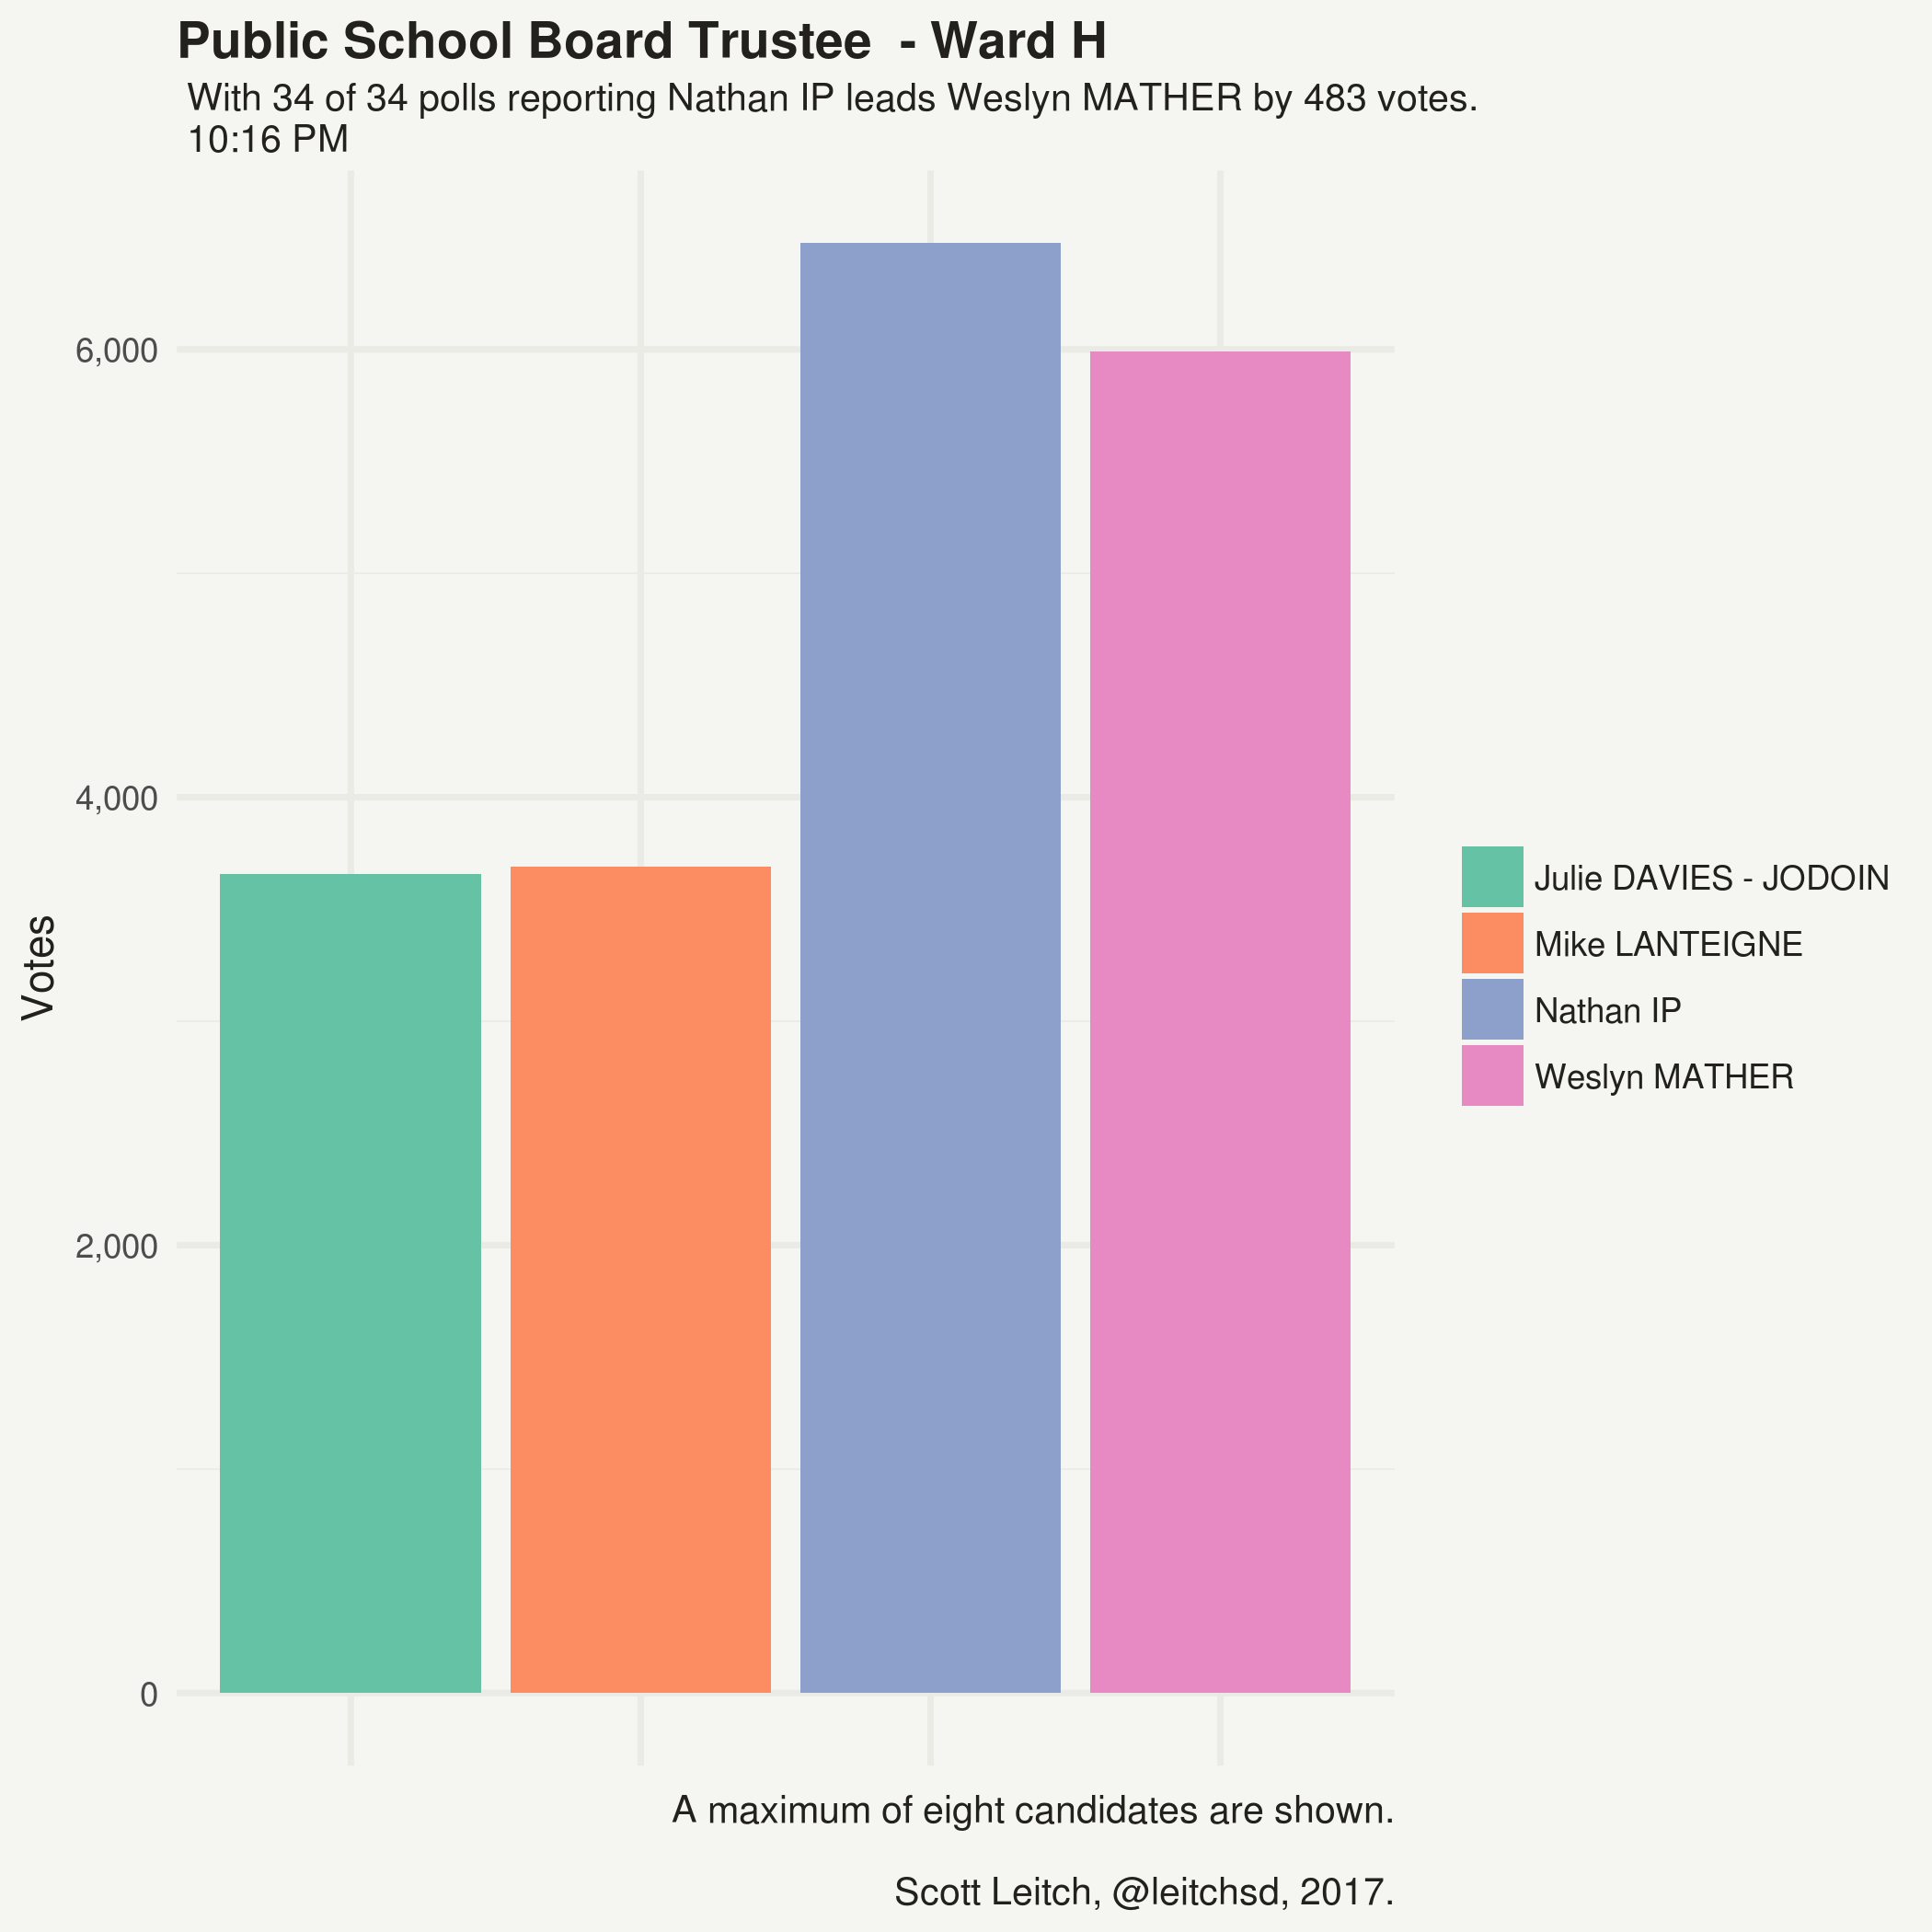 Public School Board Trustee  - Ward H
With 34 of 34 polls reporting Nathan IP leads Weslyn MATHER by 483 votes.
10:16 PM
Votes
6,000
4,000
2,000
0
Julie DAVIES - JODOIN
Mike LANTEIGNE
Nathan IP
Weslyn MATHER
A maximum of eight candidates are shown.
Scott Leitch, @leitchsd, 2017.